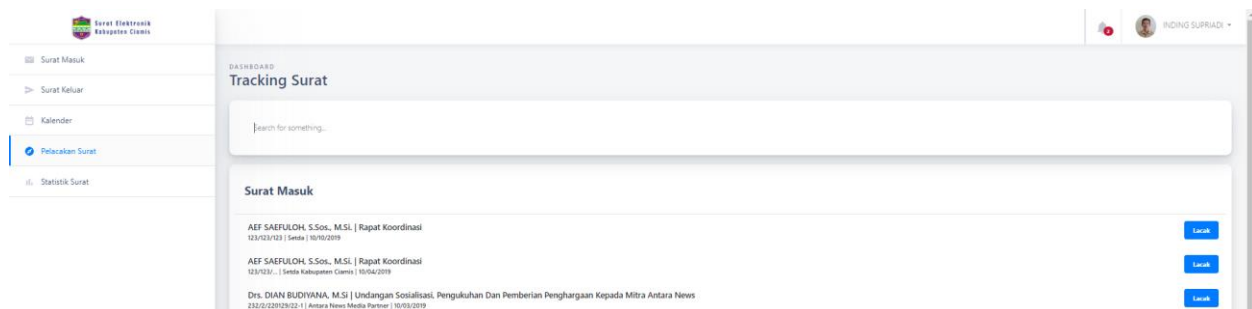 Surat Elektronik
Kabupaten Ciamis
2
INDING SUPRIADI
Surat Masuk
Surat Keluar
Kalender
Pelacakan Surat
Statistik Surat
DASHBOARD
Tracking Surat
Search for something...
Surat Masuk
AEF SAEFULOH, S.Sos., M.Si. | Rapat Koordinasi
123/123/123 | Setda | 10/10/2019
Lacak
AEF SAEFULOH, S.Sos., M.Si. | Rapat Koordinasi
123/123/... | Setda Kabupaten Ciamis | 10/04/2019
Lacak
Drs. DIAN BUDIYANA, M.Si | Undangan Sosialisasi, Pengukuhan Dan Pemberian Penghargaan Kepada Mitra Antara News
232/2/220129/22-1 | Antara News Media Partner | 10/03/2019
Lacak